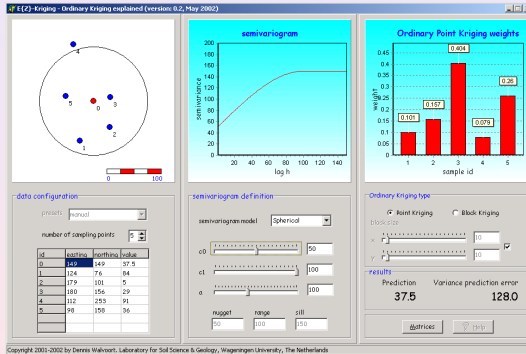 E{Z}-Kriging - Ordinary Kriging explained (version: 0.2, May 2002)
4
5
3
0
2
1
0 100
semivariogram
semivariance
200
180
160
140
120
100
80
60
40
20
0
20 40 60 80 100 120 140
lag h
Ordinary Point Kriging weights
weight
0.45
0.4
0.35
0.3
0.25
0.2
0.15
0.1
0.05
0
0.101
0.157
0.404
0.079
0.26
1 2 3 4 5
sample id
data configuration
presets manual
number of sampling points 5
id easting northing value
0 149 149 37.5
1 124 76 84
2 179 101 5
3 180 156 29
4 112 253 91
5 98 158 36
semivariogram definition
semivariogram model Spherical
c0 50
c1 100
a 100
nugget range sill
50 100 150
Ordinary Kriging type
Point Kriging Block Kriging
block size
x 10
y 10
results
Prediction Variance prediction error
37.5 128.0
Matrices Help
Copyright 2001-2002 by Dennis Walvoort. Laboratory for Soil Science & Geology, Wageningen University, The Netherlands